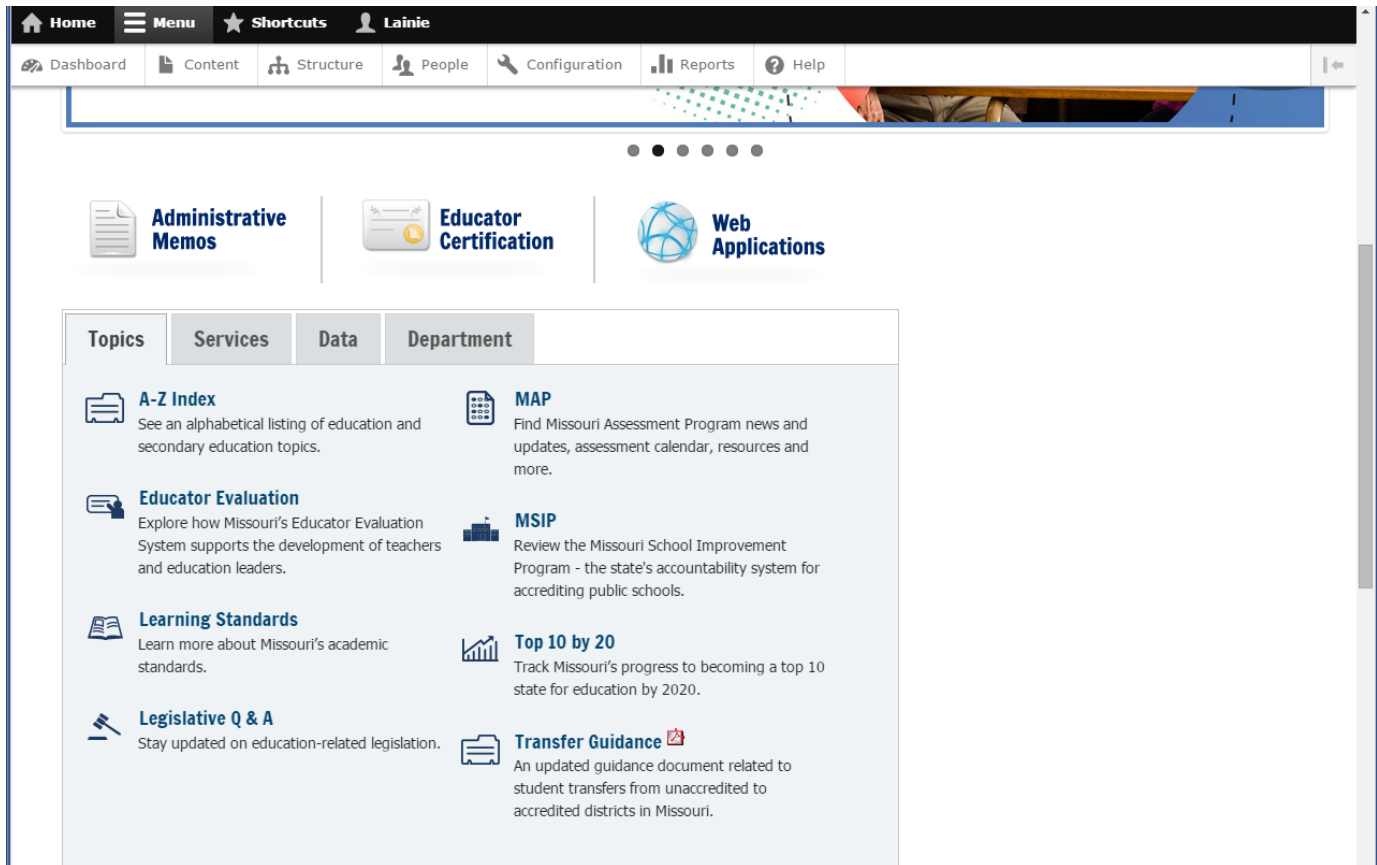 Home Menu Shortcuts Lainie
Dashboard Content Structure People Configuration Reports Help
Administrative
Memos
Educator
Certification
Web
Applications
Topics Services Data Department
A-Z Index
See an alphabetical listing of education and
secondary education topics.
Educator Evaluation
Explore how Missouri's Educator Evaluation
System supports the development of teachers
and education leaders.
Learning Standards
Learn more about Missouri's academic
standards.
Legislative Q & A
Stay updated on education-related legislation.
MAP
Find Missouri Assessment Program news and
updates, assessment calendar, resources and
more.
MSIP
Review the Missouri School Improvement
Program - the state's accountability system for
accrediting public schools.
Top 10 by 20
Track Missouri's progress to becoming a top 10
state for education by 2020.
Transfer Guidance
An updated guidance document related to
student transfers from unaccredited to
accredited districts in Missouri.